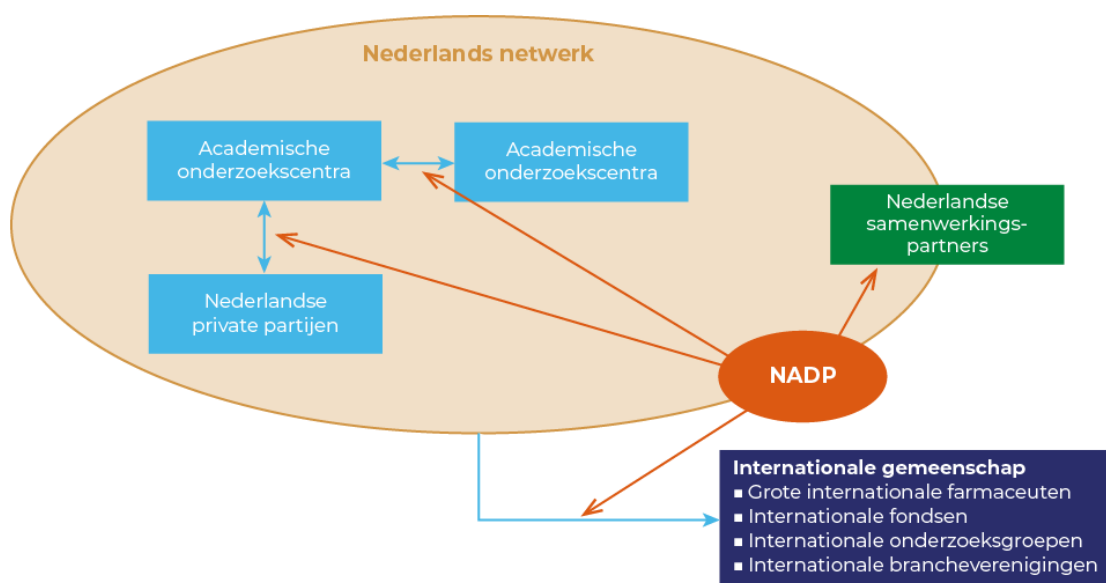 Nederlands netwerk
Academische
onderzoekscentra
Academische
onderzoekscentra
Nederlandse
samenwerkings-
partners
Nederlandse
private partijen
NADP
Internationale gemeenschap
▪ Grote internationale farmaceuten
▪ Internationale fondsen
▪ Internationale onderzoeksgroepen
▪ Internationale brancheverenigingen